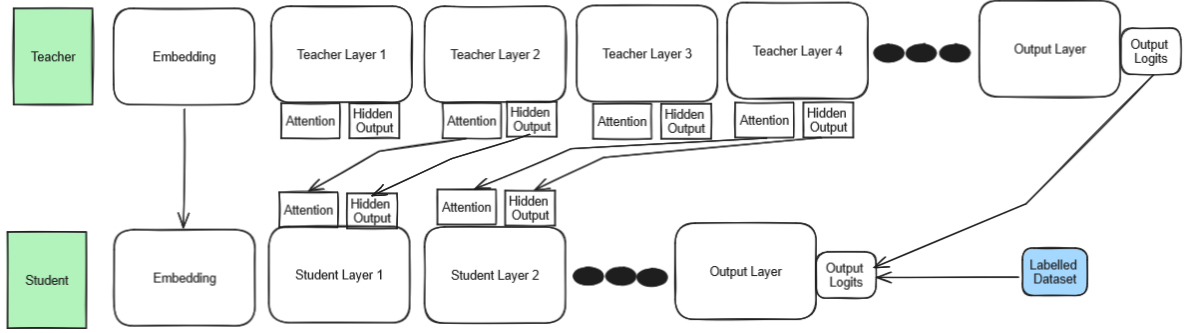 Teacher
Embedding
Teacher Layer 1
Teacher Layer 2
Teacher Layer 3
Teacher Layer 4
Output Layer
Output
Logits
Attention
Hidden
Output
Attention
Hidden
Output
Attention
Hidden
Output
Attention
Hidden
Output
Attention
Hidden
Output
Attention
Hidden
Output
Student
Embedding
Student Layer 1
Student Layer 2
Output Layer
Output
Logits
Labelled
Dataset